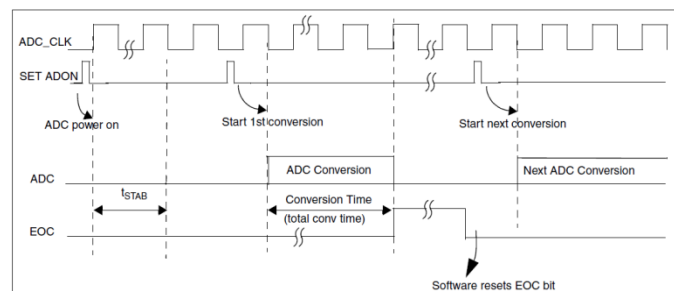 ADC_CLK
SET ADON
ADC power on
Start 1st conversion
Start next conversion
ADC
ADC Conversion
Next ADC Conversion
tSTAB
Conversion Time
(total conv time)
EOC
Software resets EOC bit